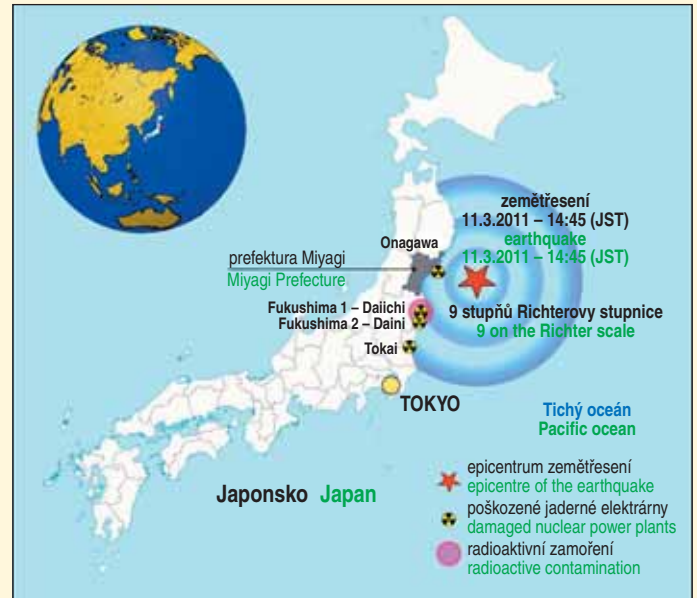 zemětřesení
11.3.2011 – 14:45 (JST)
earthquake
11.3.2011 – 14:45 (JST)
Onagawa
prefektura Miyagi
Miyagi Prefecture
Fukushima 1 – Daiichi
Fukushima 2 – Daini
9 stupňů Richterovy stupnice
9 on the Richter scale
Tokai
TOKYO
Tichý oceán
Pacific ocean
Japonsko Japan
epicentrum zemětřesení
epicentre of the earthquake
poškozené jaderné elektrárny
damaged nuclear power plants
radioaktivní zamoření
radioactive contamination